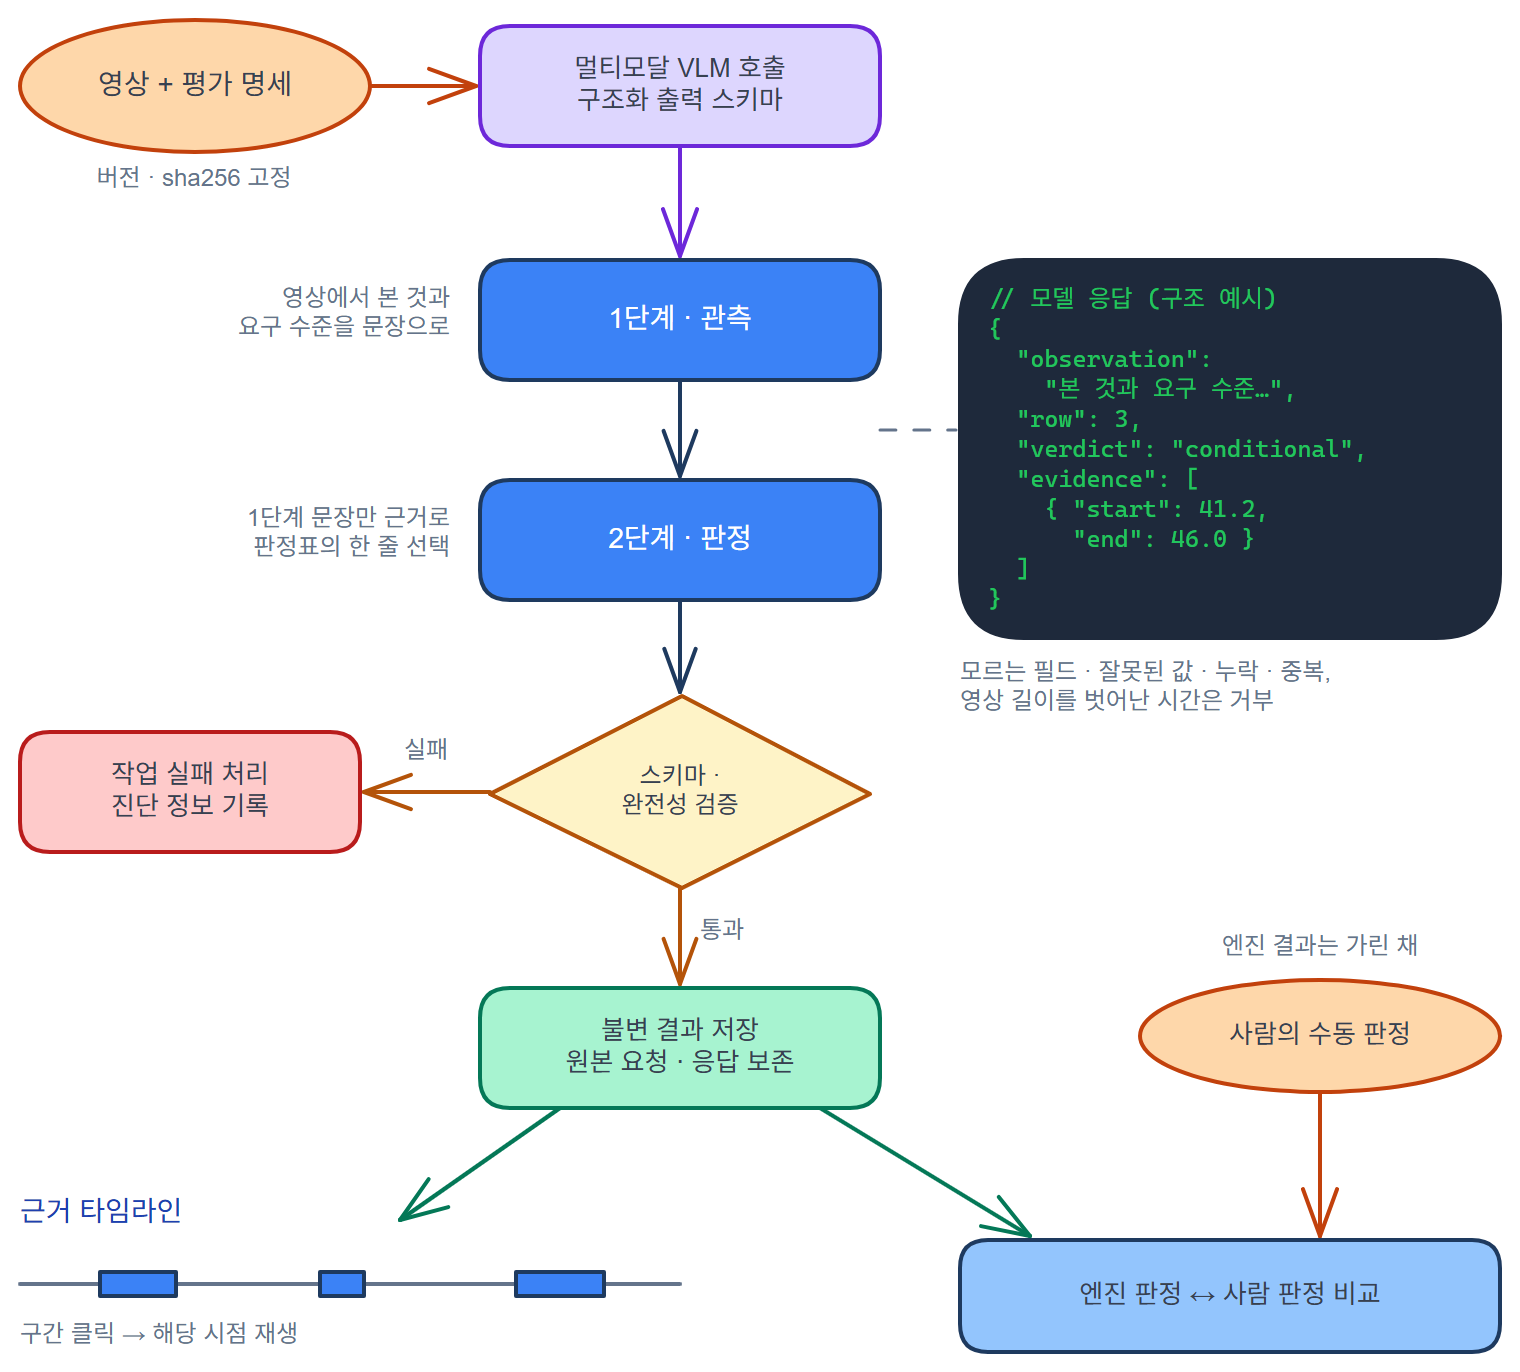 영상 + 평가 명세
버전 · sha256 고정
멀티모달 VLM 호출
구조화 출력 스키마
영상에서 본 것과
요구 수준을 문장으로
1단계 · 관측
1단계 문장만 근거로
판정표의 한 줄 선택
2단계 · 판정
// 모델 응답 (구조 예시)
{
"observation":
"본 것과 요구 수준…",
"row": 3,
"verdict": "conditional",
"evidence": [
{ "start": 41.2,
"end": 46.0 }
]
}
모르는 필드 · 잘못된 값 · 누락 · 중복,
영상 길이를 벗어난 시간은 거부
스키마 ·
완전성 검증
실패
작업 실패 처리
진단 정보 기록
통과
불변 결과 저장
원본 요청 · 응답 보존
엔진 결과는 가린 채
사람의 수동 판정
근거 타임라인
구간 클릭 → 해당 시점 재생
엔진 판정 ↔ 사람 판정 비교